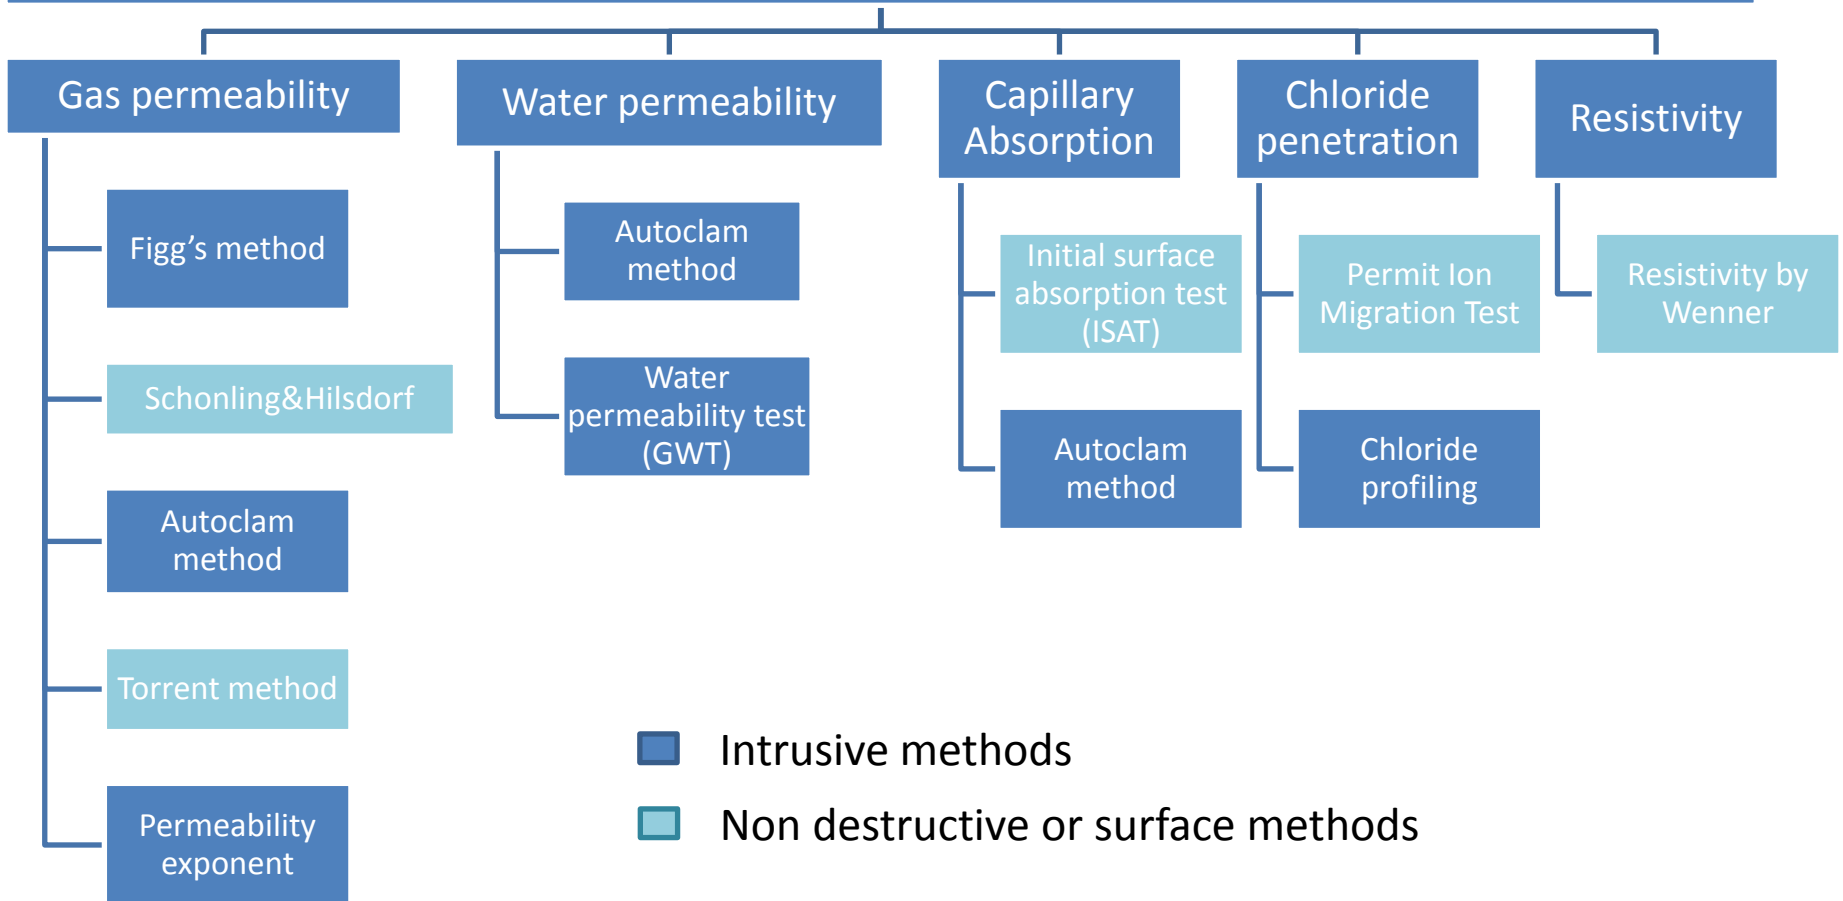 Gas permeability
Water permeability
Capillary
Absorption
Chloride
penetration
Resistivity
Figg’s method
Schonling&Hilsdorf
Autoclam
method
Torrent method
Permeability
exponent
Autoclam
method
Water
permeability test
(GWT)
Initial surface
absorption test
(ISAT)
Autoclam
method
Permit Ion
Migration Test
Chloride
profiling
Resistivity by
Wenner
Intrusive methods
Non destructive or surface methods